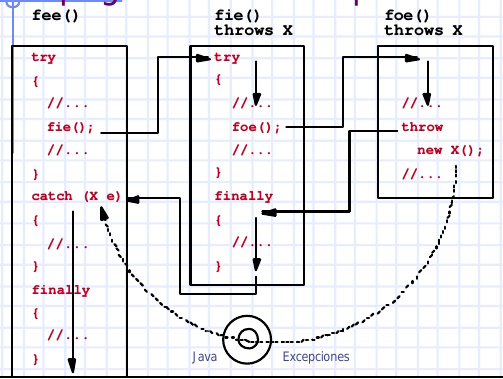 fee()
try
{
//...
fie();
//...
}
catch (X e)
{
//...
}
finally
{
//...
}
fie()
throws X
try
{
//...
foe();
//...
}
finally
{
//...
}
foe()
throws X
//...
throw
new X();
//...
Java Excepciones